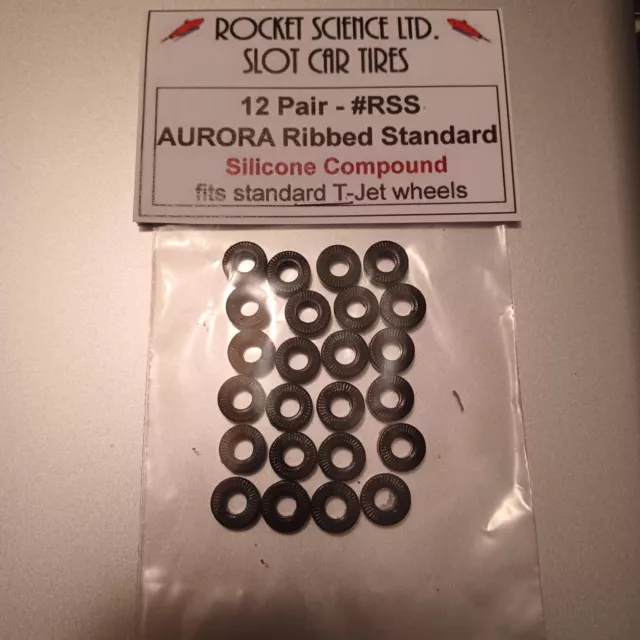 ROCKET SCIENCE LTD.
SLOT CAR TIRES
12 Pair - #RSS
AURORA Ribbed Standard
Silicone Compound
fits standard T-Jet wheels